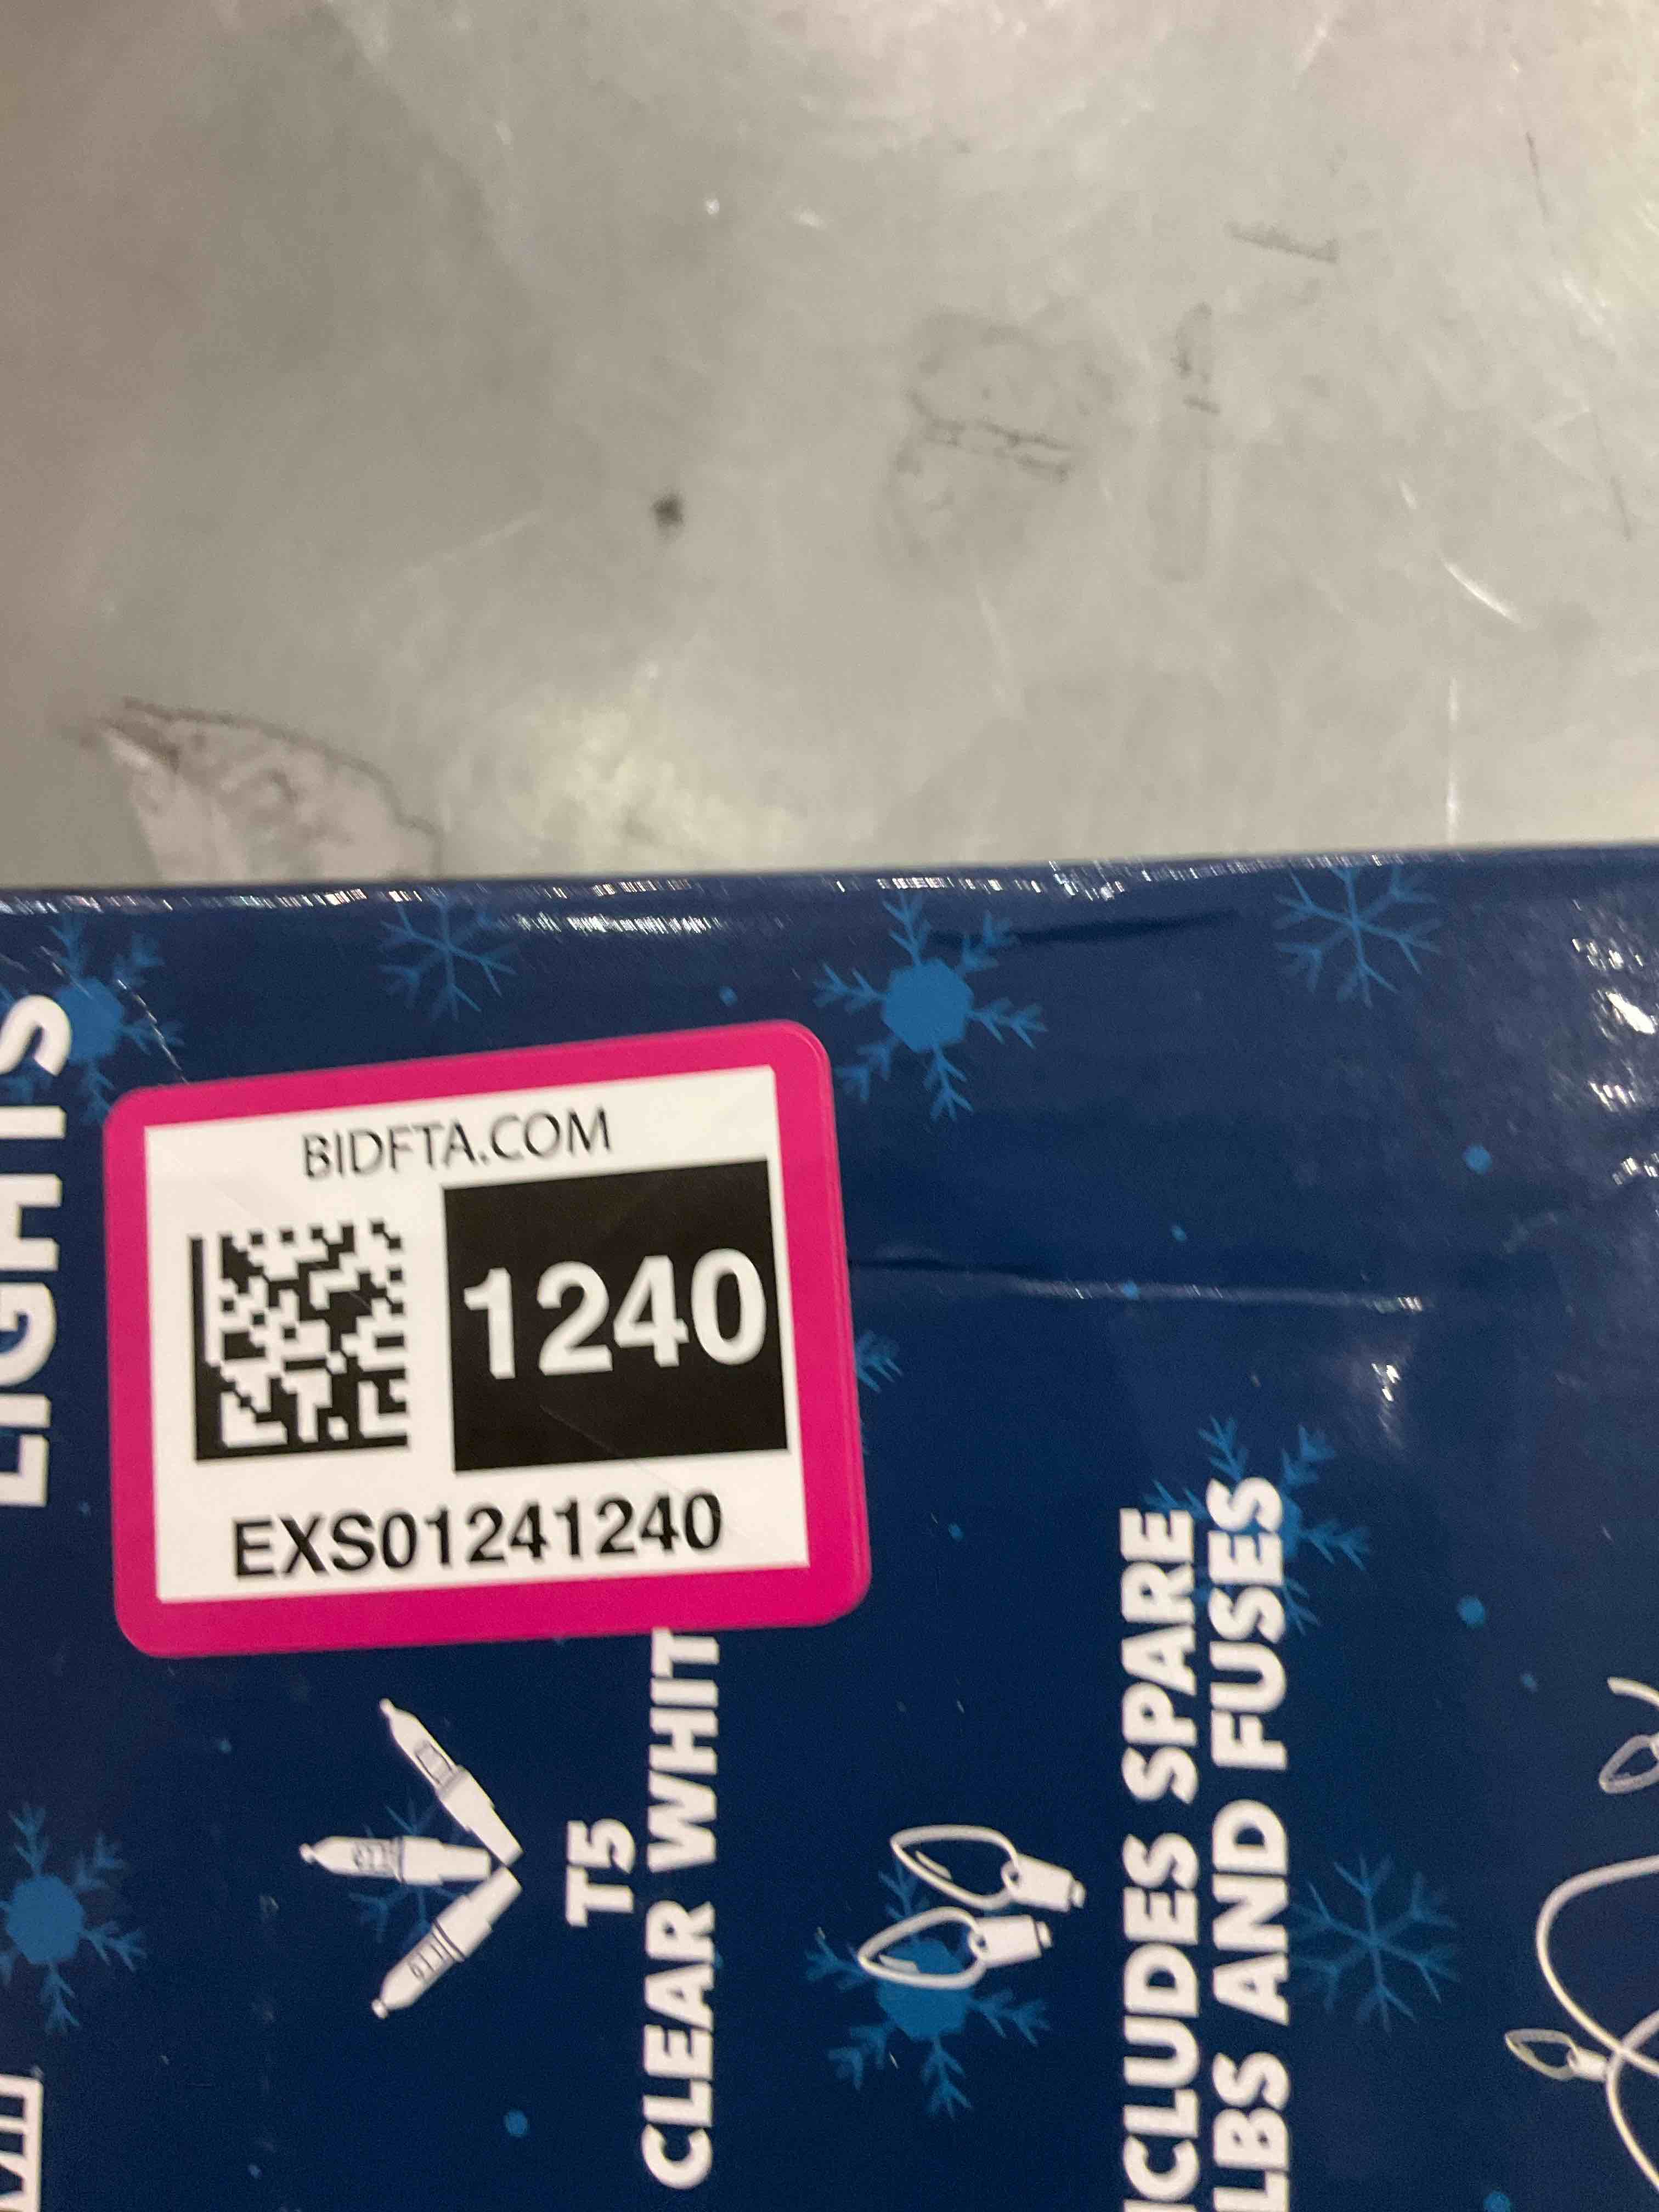 BIDFTA.COM
1240
EXS01241240
LIGHTS
T5
CLEAR WHIT
CLUDES SPARE
LBS AND FUSES